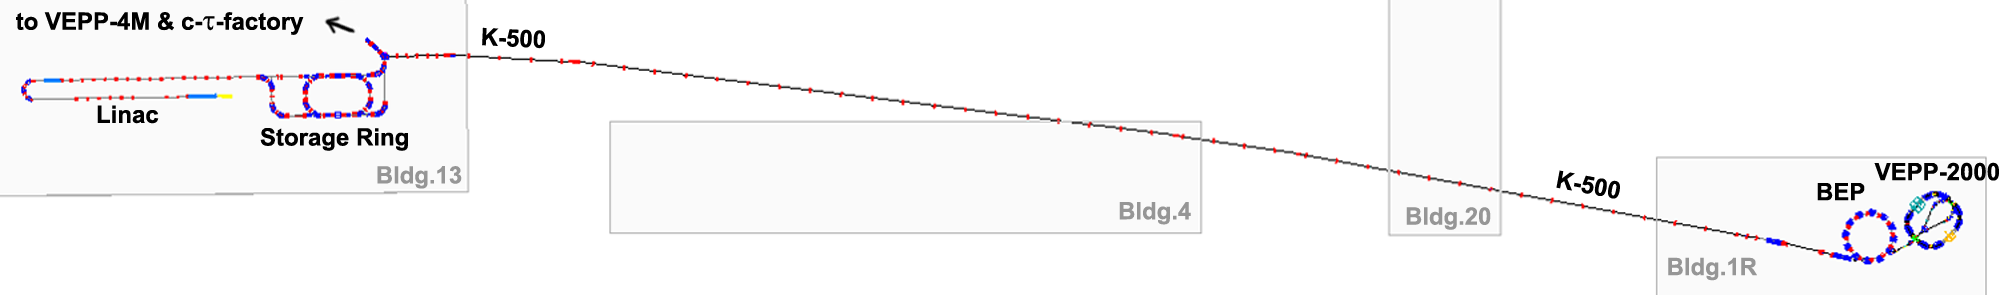 to VEPP-4M & c-τ-factory
K-500
Linac
Storage Ring
Bldg.13
Bldg.4
Bldg.20
K-500
VEPP-2000
BEP
Bldg.1R